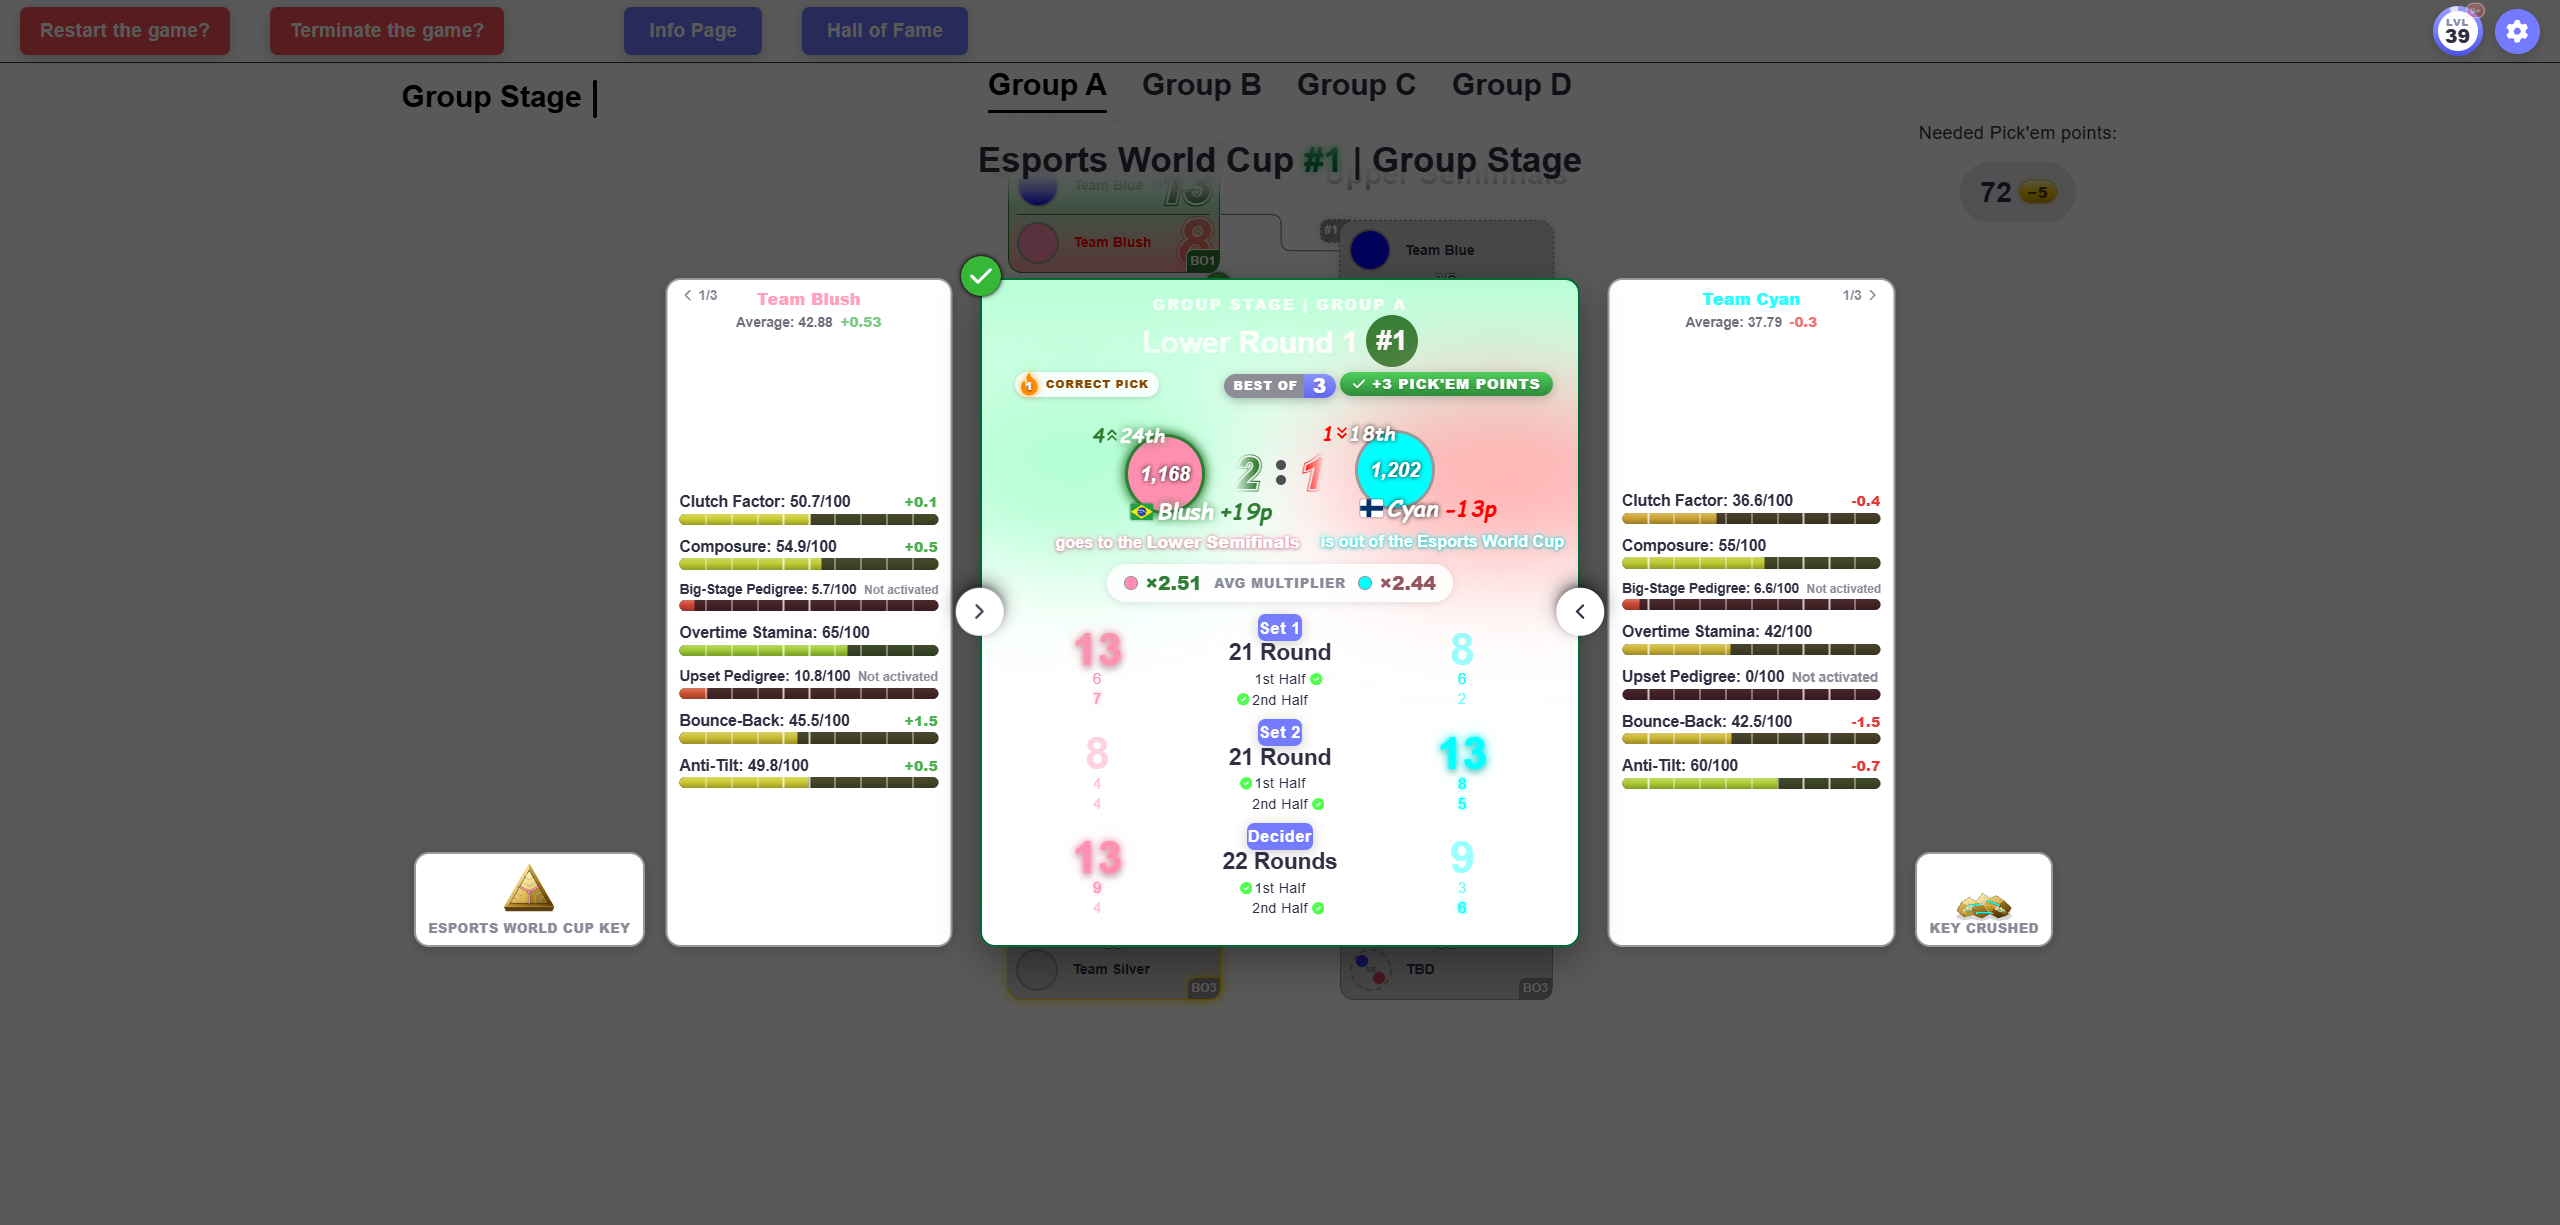 Restart the game?
Terminate the game?
Info Page
Hall of Fame
LVL
39
Group Stage
Group A
Group B
Group C
Group D
Esports World Cup #1 | Group Stage
Needed Pick'em points:
72 −5
Upper Semifinals
Team Blue 13
Team Blush 8
BO1
#1
Team Blue
< 1/3
Team Blush
Average: 42.88 +0.53
Clutch Factor: 50.7/100 +0.1
Composure: 54.9/100 +0.5
Big-Stage Pedigree: 5.7/100 Not activated
Overtime Stamina: 65/100
Upset Pedigree: 10.8/100 Not activated
Bounce-Back: 45.5/100 +1.5
Anti-Tilt: 49.8/100 +0.5
GROUP STAGE | GROUP A
Lower Round 1 #1
1 CORRECT PICK
BEST OF 3
+3 PICK'EM POINTS
4 24th
1 18th
1,168
2 : 1
1,202
Blush +19p
Cyan -13p
goes to the Lower Semifinals
is out of the Esports World Cup
×2.51 AVG MULTIPLIER ×2.44
Set 1
13 21 Round 8
6 1st Half 6
7 2nd Half 2
Set 2
8 21 Round 13
4 1st Half 8
4 2nd Half 5
Decider
13 22 Rounds 9
9 1st Half 3
4 2nd Half 6
Team Cyan
1/3 >
Average: 37.79 -0.3
Clutch Factor: 36.6/100 -0.4
Composure: 55/100
Big-Stage Pedigree: 6.6/100 Not activated
Overtime Stamina: 42/100
Upset Pedigree: 0/100 Not activated
Bounce-Back: 42.5/100 -1.5
Anti-Tilt: 60/100 -0.7
ESPORTS WORLD CUP KEY
KEY CRUSHED
Team Silver
BO3
VS
TBD
BO3